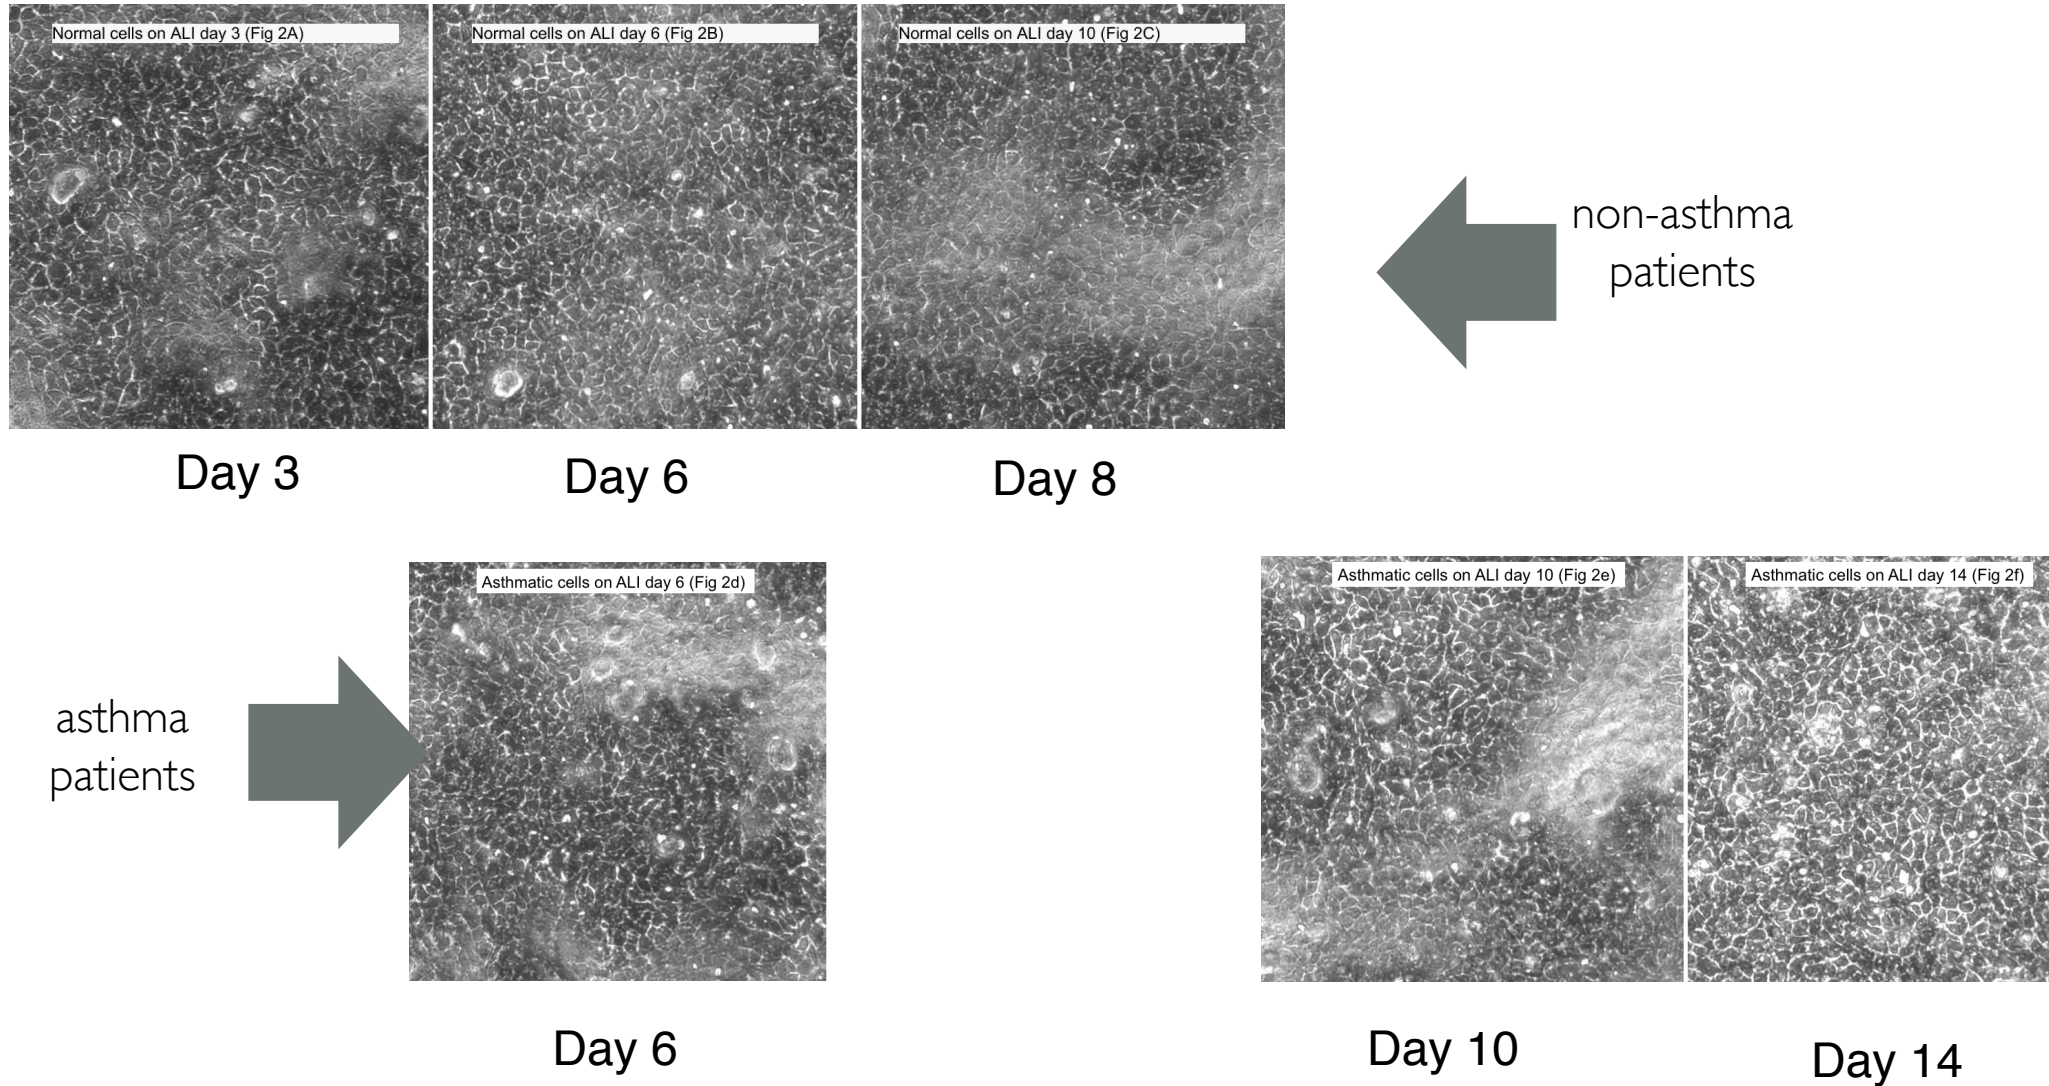 Normal cells on ALI day 3 (Fig 2A)
Normal cells on ALI day 6 (Fig 2B)
Normal cells on ALI day 10 (Fig 2C)
non-asthma
patients
Day 3
Day 6
Day 8
Asthmatic cells on ALI day 6 (Fig 2d)
Asthmatic cells on ALI day 10 (Fig 2e)
Asthmatic cells on ALI day 14 (Fig 2f)
asthma
patients
Day 6
Day 10
Day 14